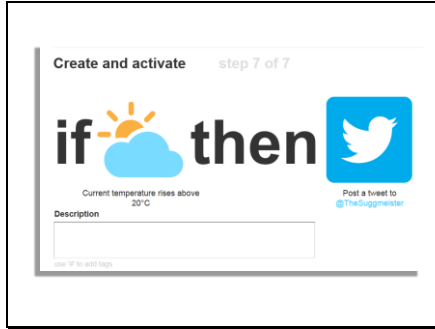 Create and activate step 7 of 7
if then
Current temperature rises above
20°C
Post a tweet to
@TheSuggmeister
Description
use '#' to add tags